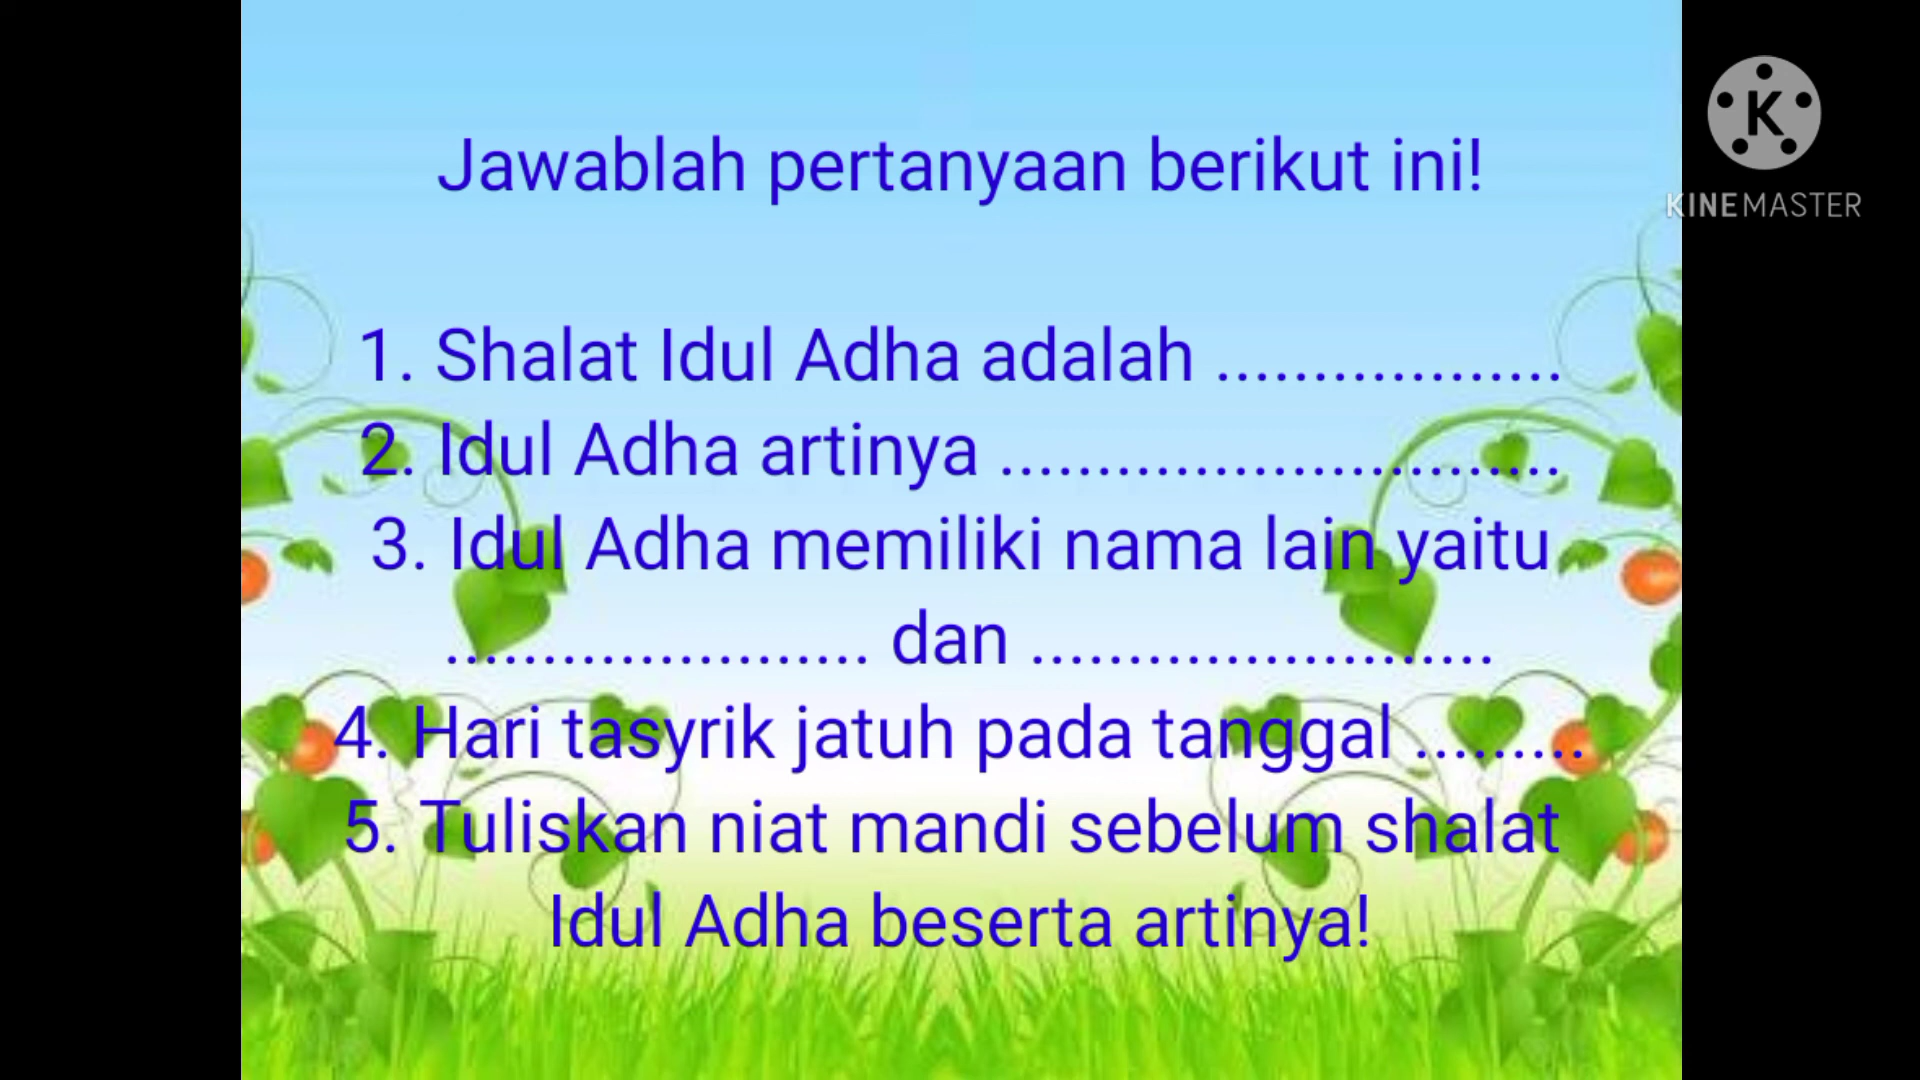 Jawablah pertanyaan berikut ini!
1. Shalat Idul Adha adalah ..................
2. Idul Adha artinya .............................
3. Idul Adha memiliki nama lain yaitu
...................... dan ........................
4. Hari tasyrik jatuh pada tanggal .........
5. Tuliskan niat mandi sebelum shalat
Idul Adha beserta artinya!
K
KINEMASTER